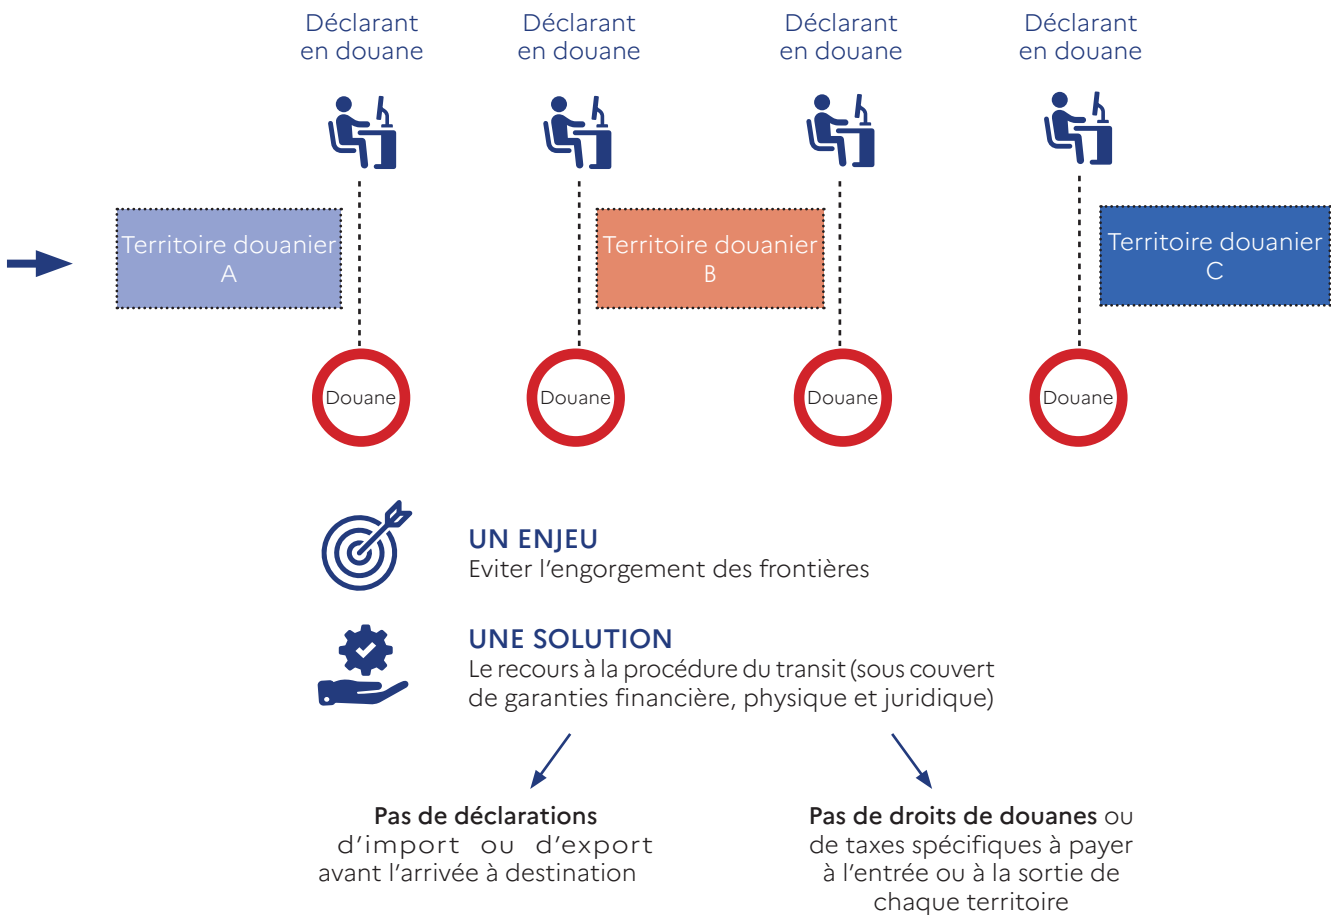 Déclarant
en douane
Déclarant
en douane
Déclarant
en douane
Déclarant
en douane
Territoire douanier
A
Territoire douanier
B
Territoire douanier
C
Douane
Douane
Douane
Douane
UN ENJEU
Eviter l’engorgement des frontières
UNE SOLUTION
Le recours à la procédure du transit (sous couvert
de garanties financière, physique et juridique)
Pas de déclarations
d’import ou d’export
avant l’arrivée à destination
Pas de droits de douanes ou
de taxes spécifiques à payer
à l’entrée ou à la sortie de
chaque territoire